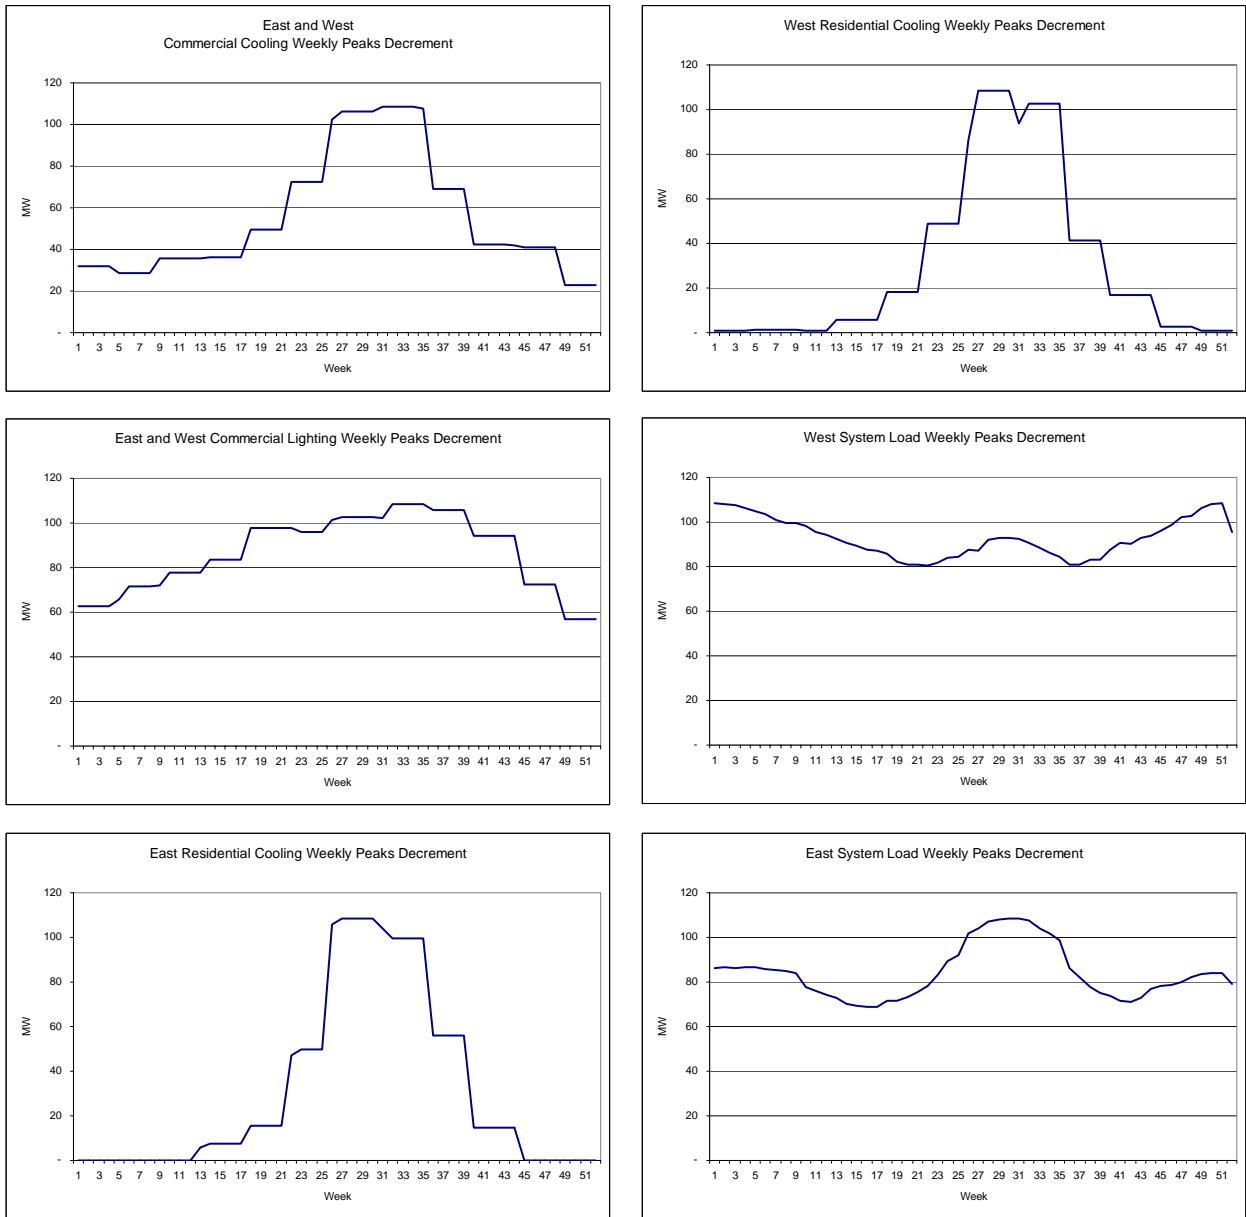 East and West
Commercial Cooling Weekly Peaks Decrement
120
100
80
60
40
20
-
MW
1 3 5 7 9 11 13 15 17 19 21 23 25 27 29 31 33 35 37 39 41 43 45 47 49 51
Week
West Residential Cooling Weekly Peaks Decrement
120
100
80
60
40
20
-
MW
1 3 5 7 9 11 13 15 17 19 21 23 25 27 29 31 33 35 37 39 41 43 45 47 49 51
Week
East and West Commercial Lighting Weekly Peaks Decrement
120
100
80
60
40
20
-
MW
1 3 5 7 9 11 13 15 17 19 21 23 25 27 29 31 33 35 37 39 41 43 45 47 49 51
Week
West System Load Weekly Peaks Decrement
120
100
80
60
40
20
-
MW
1 3 5 7 9 11 13 15 17 19 21 23 25 27 29 31 33 35 37 39 41 43 45 47 49 51
Week
East Residential Cooling Weekly Peaks Decrement
120
100
80
60
40
20
-
MW
1 3 5 7 9 11 13 15 17 19 21 23 25 27 29 31 33 35 37 39 41 43 45 47 49 51
Week
East System Load Weekly Peaks Decrement
120
100
80
60
40
20
-
MW
1 3 5 7 9 11 13 15 17 19 21 23 25 27 29 31 33 35 37 39 41 43 45 47 49 51
Week